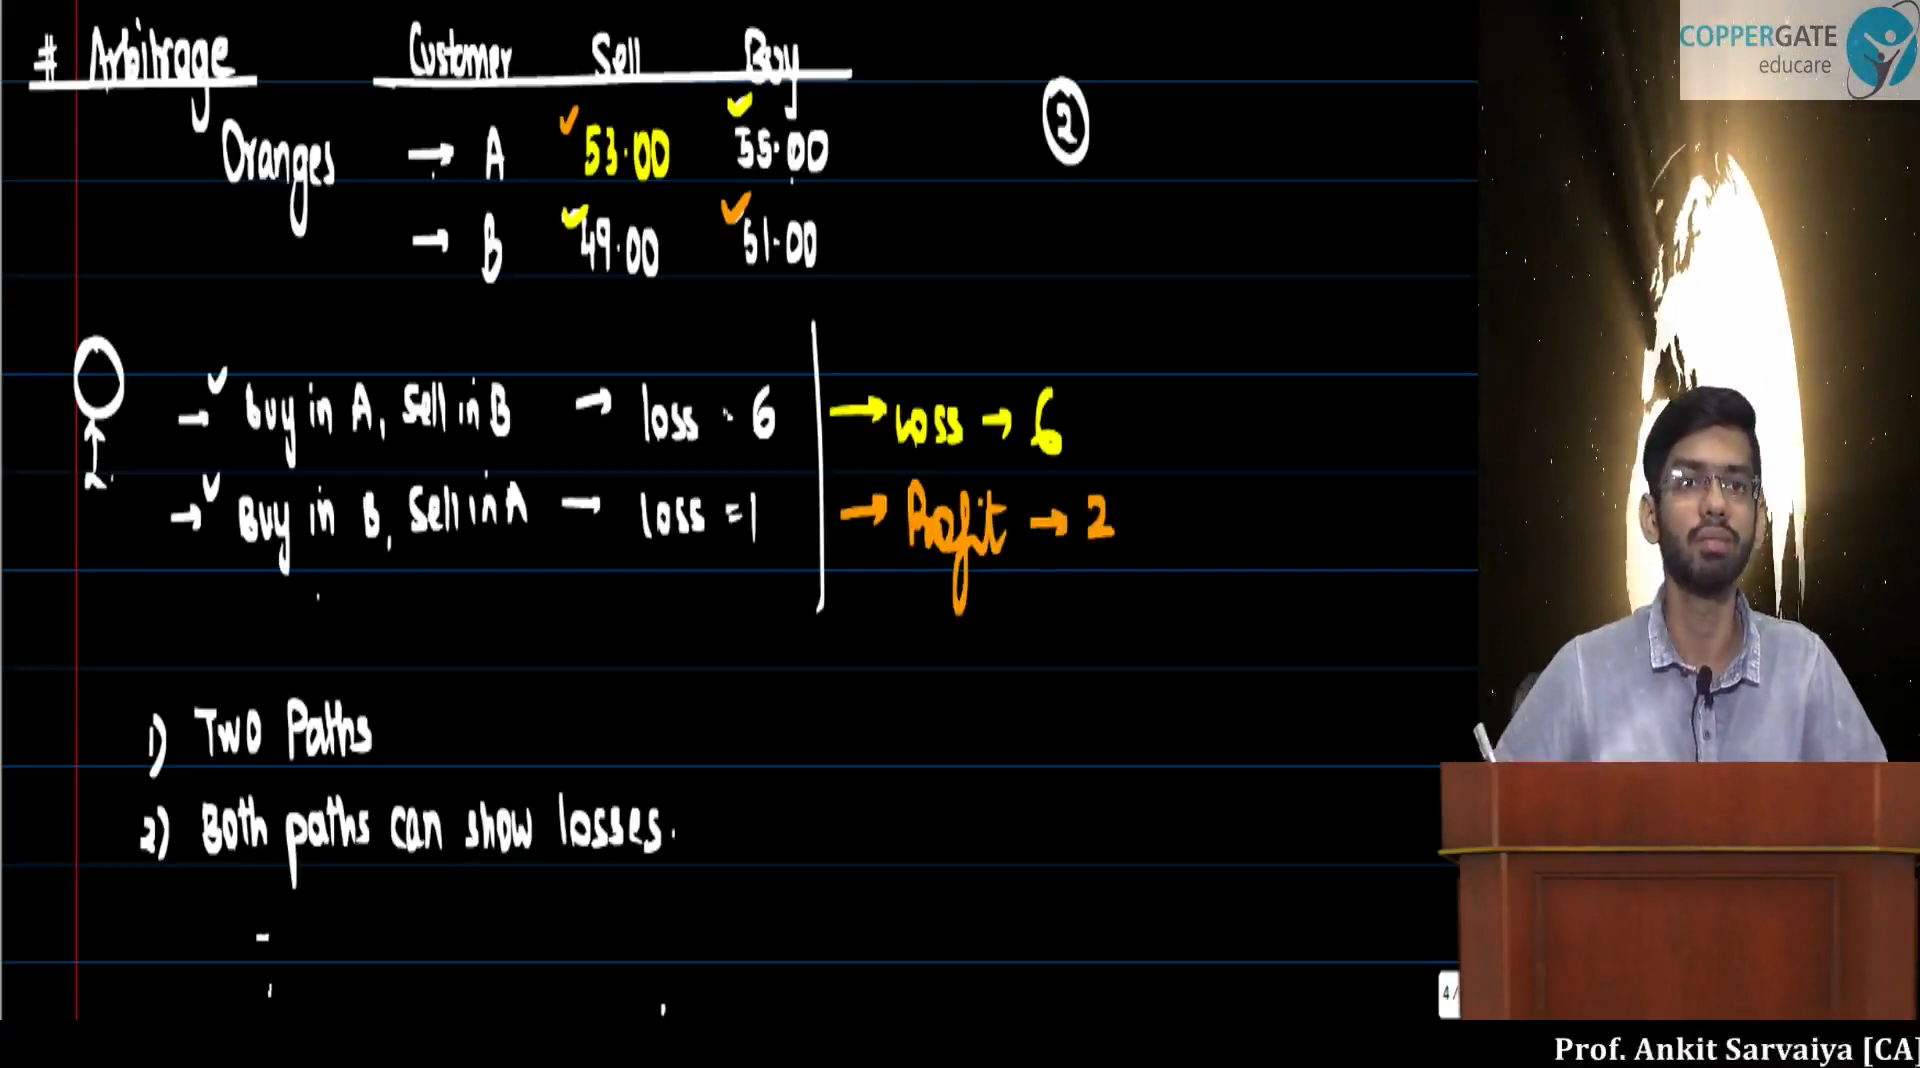 # Arbitrage Customer Sell Buy
Oranges → A ✓ 53.00 ✓ 55.00
→ B ✓ 49.00 ✓ 51.00
②
→ ✓ buy in A, Sell in B → loss - 6 → Loss → 6
→ ✓ Buy in B, Sell in A — loss = 1 → Profit → 2
1) Two Paths
2) Both paths can show losses.
COPPERGATE
educare
4/
Prof. Ankit Sarvaiya [CA]